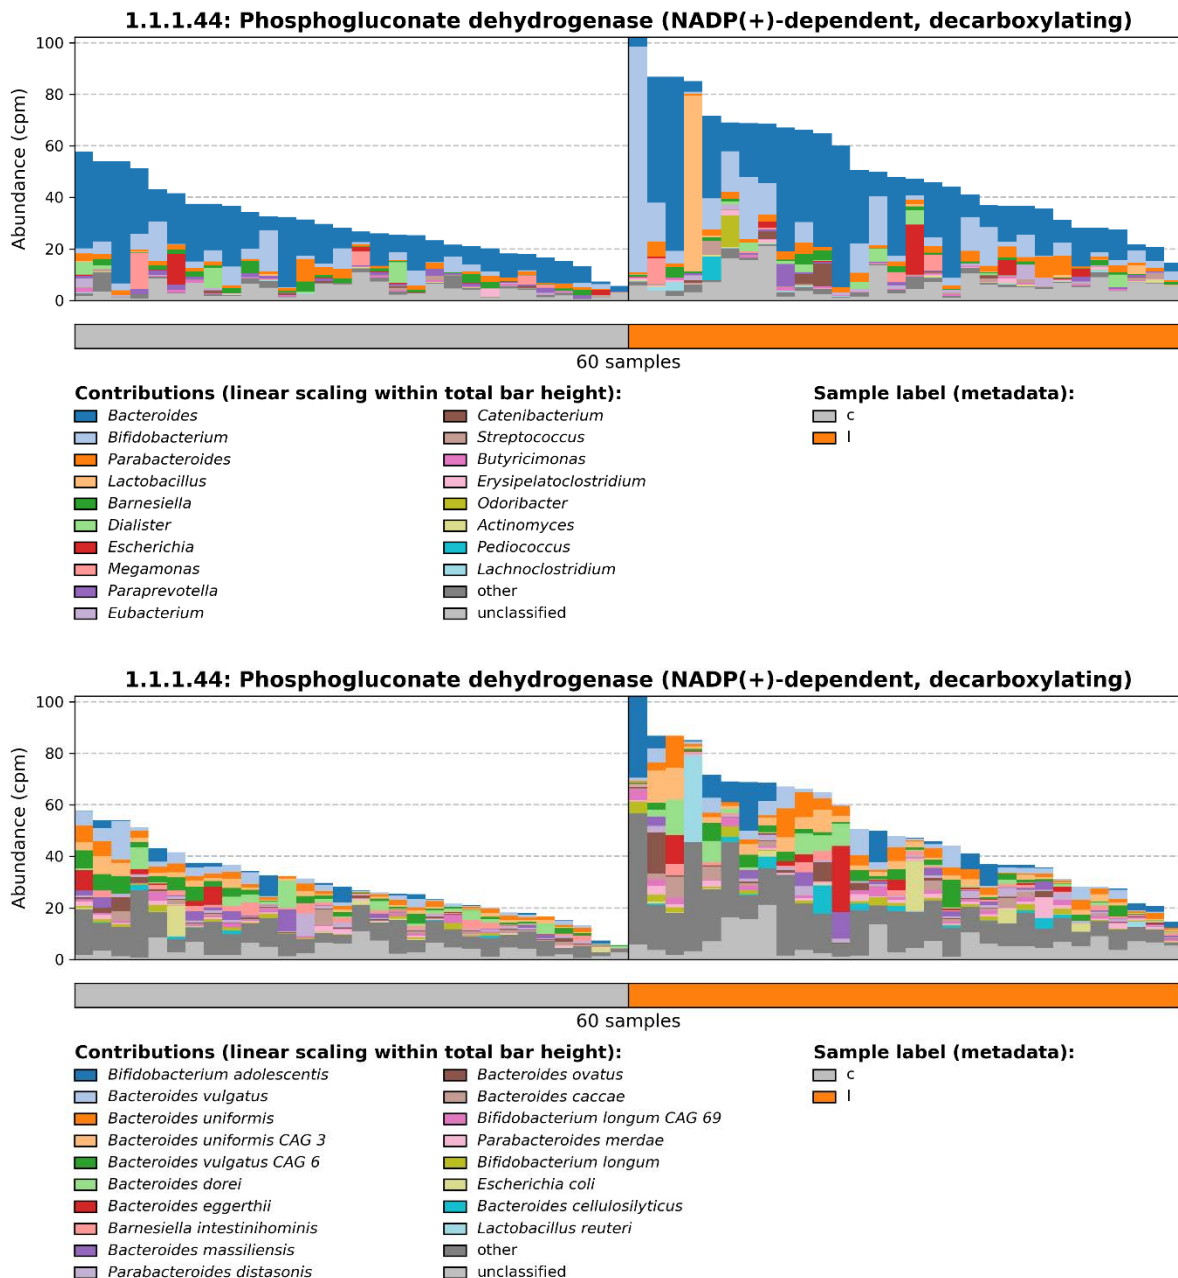 1.1.1.44: Phosphogluconate dehydrogenase (NADP(+)-dependent, decarboxylating)
Abundance (cpm)
100
80
60
40
20
0
60 samples
Contributions (linear scaling within total bar height):
Bacteroides
Bifidobacterium
Parabacteroides
Lactobacillus
Barnesiella
Dialister
Escherichia
Megamonas
Paraprevotella
Eubacterium
Catenibacterium
Streptococcus
Butyricimonas
Erysipelatoclostridium
Odoribacter
Actinomyces
Pediococcus
Lachnoclostridium
other
unclassified
Sample label (metadata):
c
l
1.1.1.44: Phosphogluconate dehydrogenase (NADP(+)-dependent, decarboxylating)
Abundance (cpm)
100
80
60
40
20
0
60 samples
Contributions (linear scaling within total bar height):
Bifidobacterium adolescentis
Bacteroides vulgatus
Bacteroides uniformis
Bacteroides uniformis CAG 3
Bacteroides vulgatus CAG 6
Bacteroides dorei
Bacteroides eggerthii
Barnesiella intestinihominis
Bacteroides massiliensis
Parabacteroides distasonis
Bacteroides ovatus
Bacteroides caccae
Bifidobacterium longum CAG 69
Parabacteroides merdae
Bifidobacterium longum
Escherichia coli
Bacteroides cellulosilyticus
Lactobacillus reuteri
other
unclassified
Sample label (metadata):
c
l